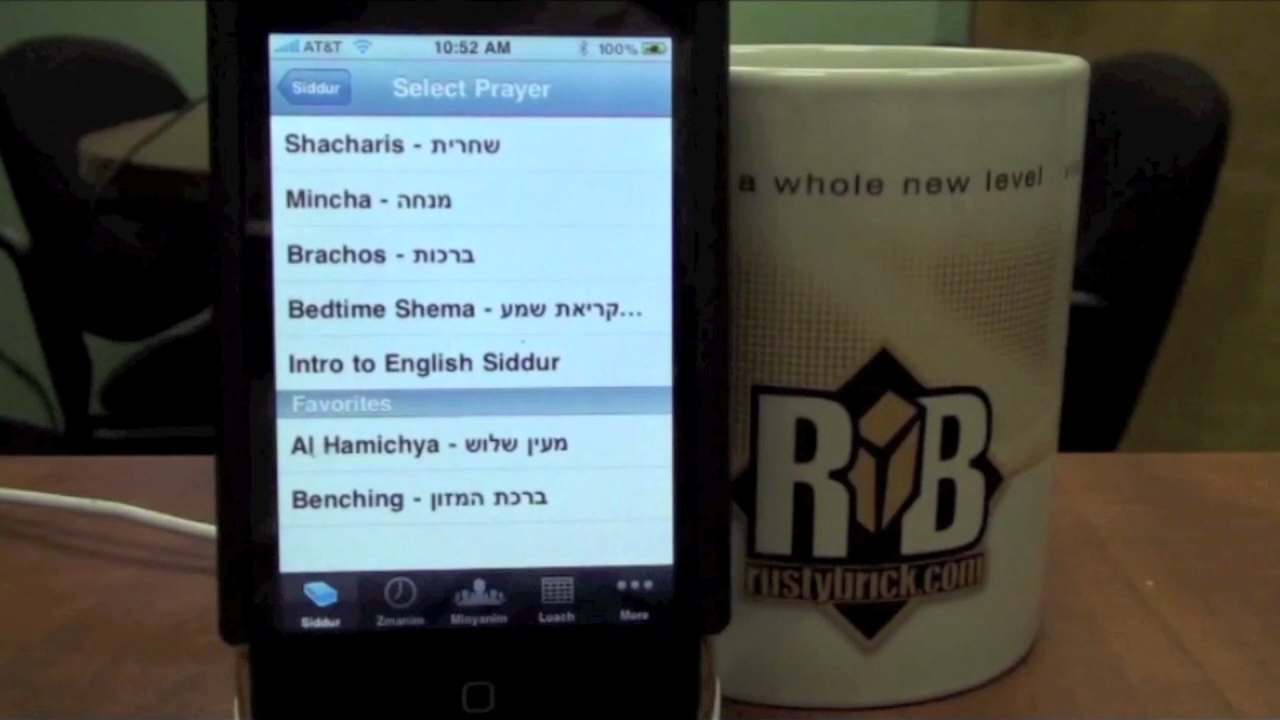 AT&T 10:52 AM 100%
Siddur Select Prayer
Shacharis - שחרית
Mincha - מנחה
Brachos - ברכות
Bedtime Shema - קריאת שמע...
Intro to English Siddur
Favorites
Al Hamichya - מעין שלוש
Benching - ברכת המזון
Siddur Zmanim Minyanim Luach More
a whole new level
RB
rustybrick.com